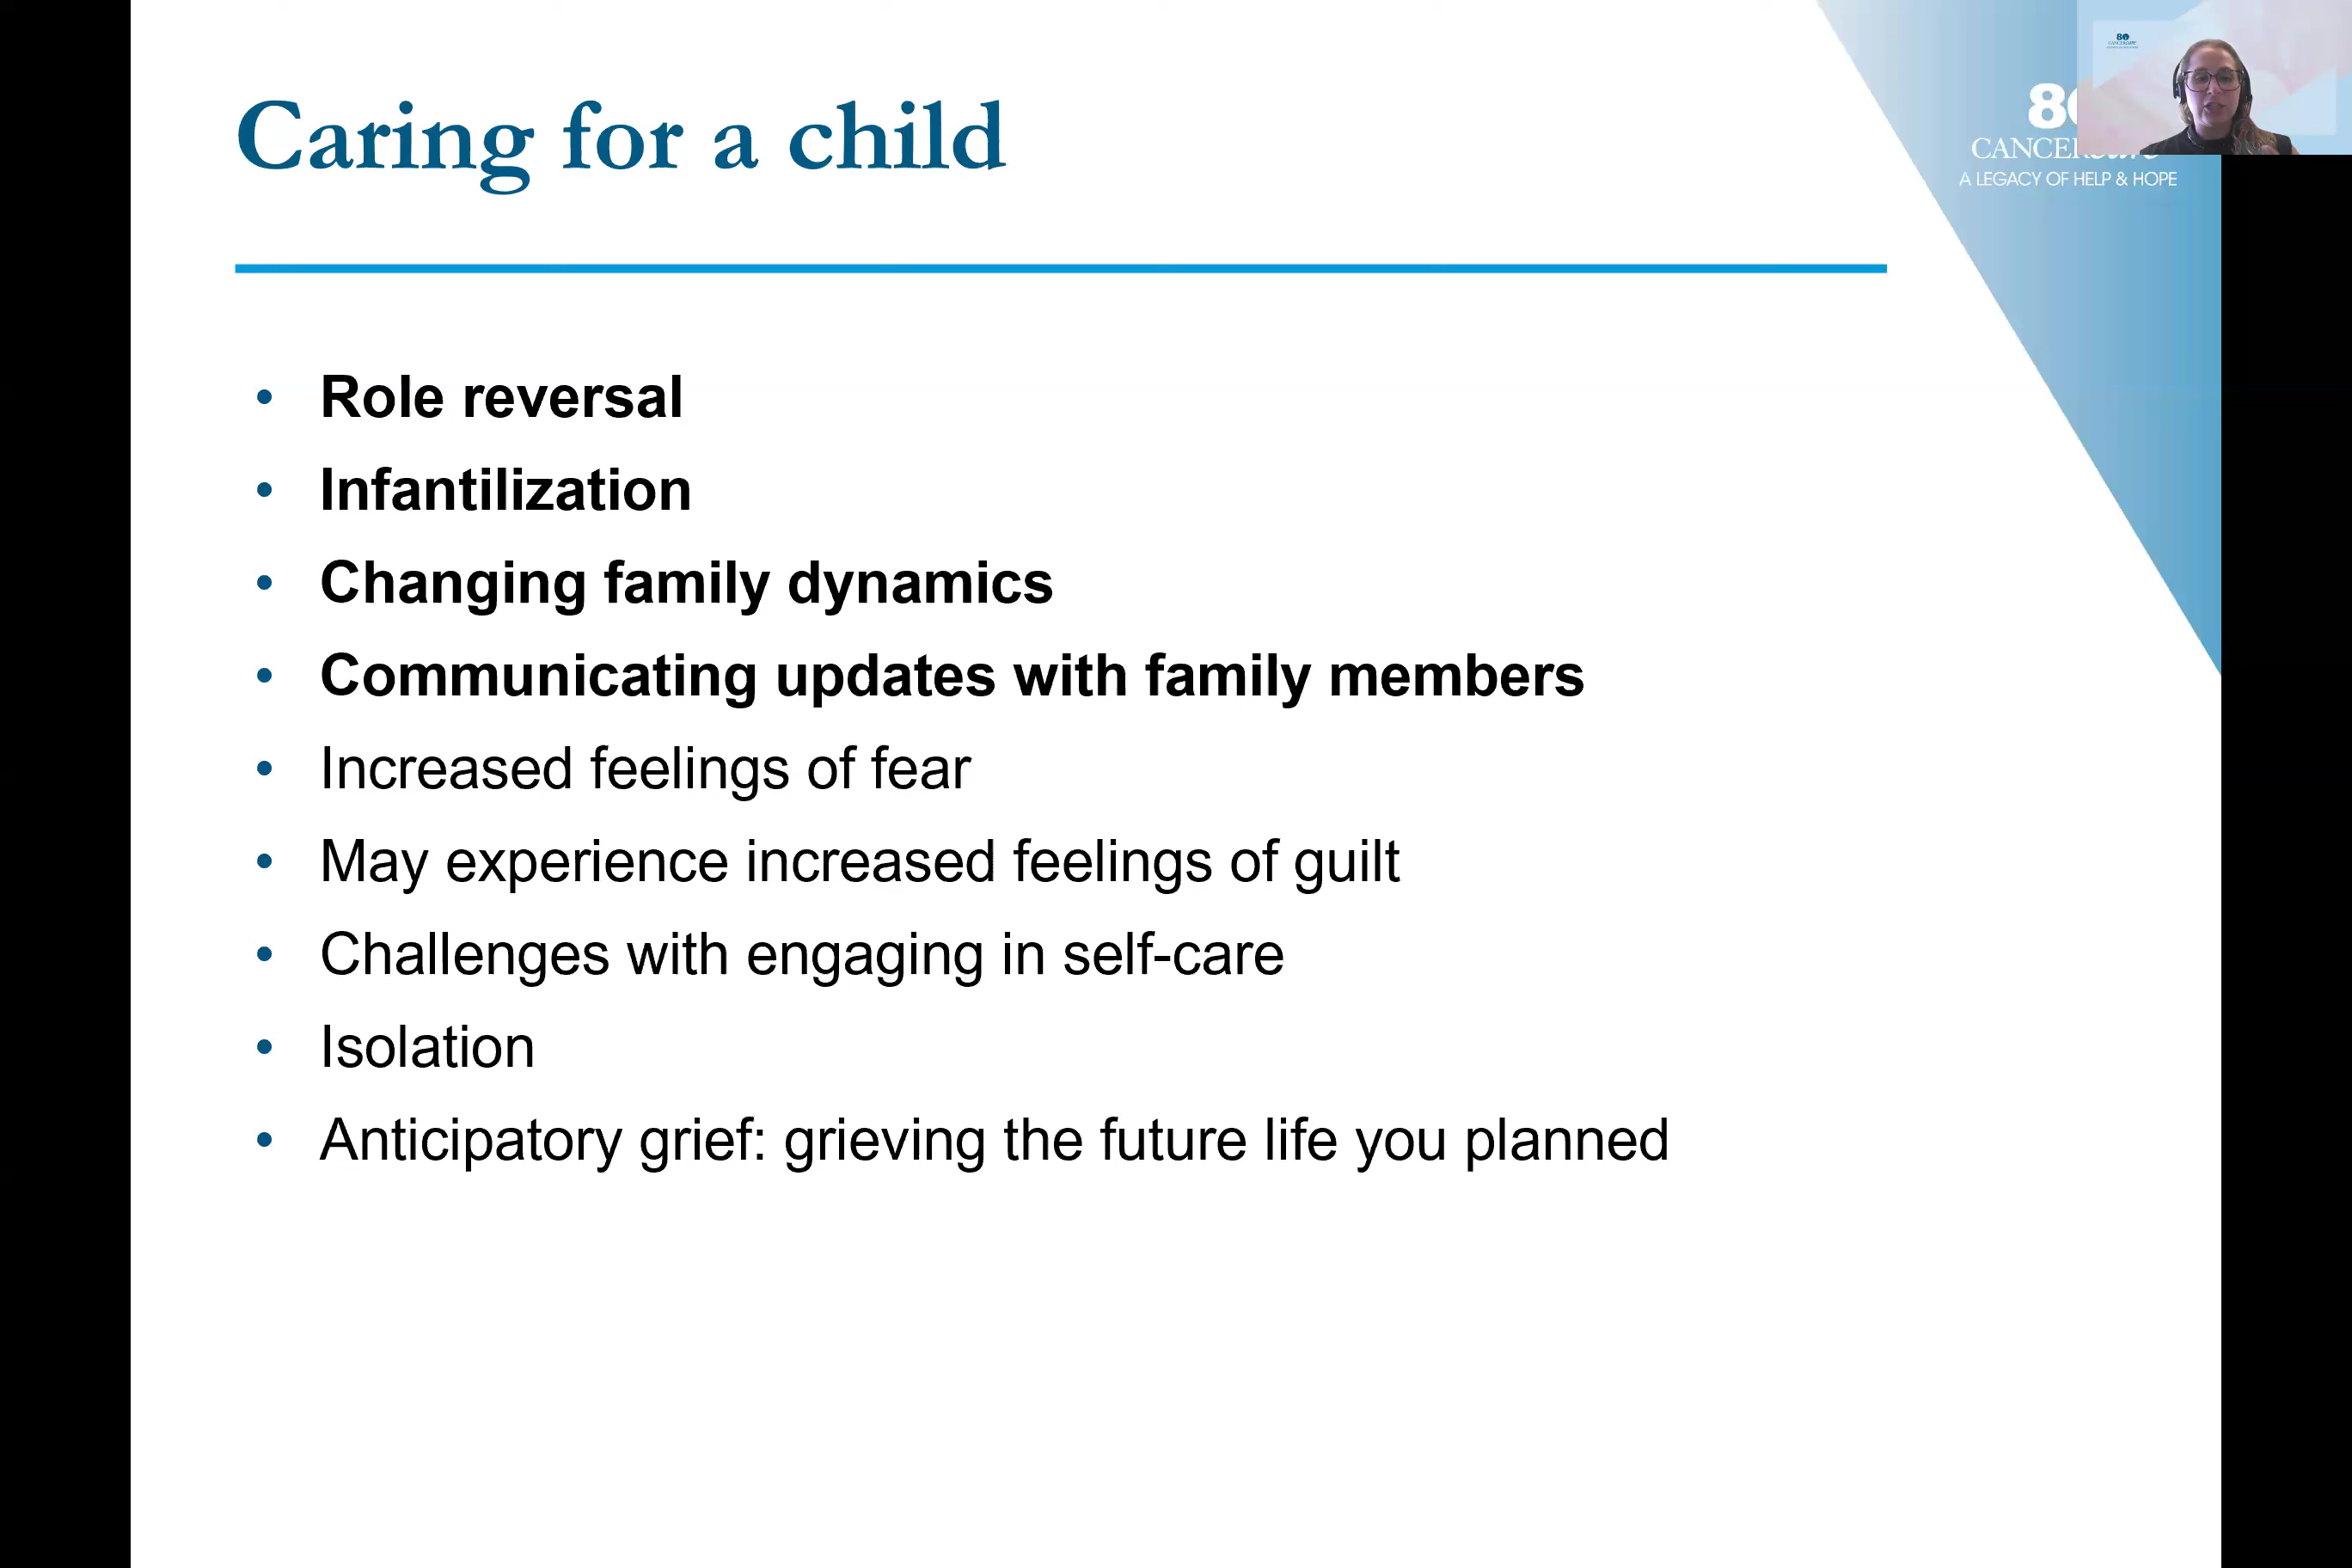 Caring for a child
A LEGACY OF HELP & HOPE
• Role reversal
• Infantilization
• Changing family dynamics
• Communicating updates with family members
• Increased feelings of fear
• May experience increased feelings of guilt
• Challenges with engaging in self-care
• Isolation
• Anticipatory grief: grieving the future life you planned